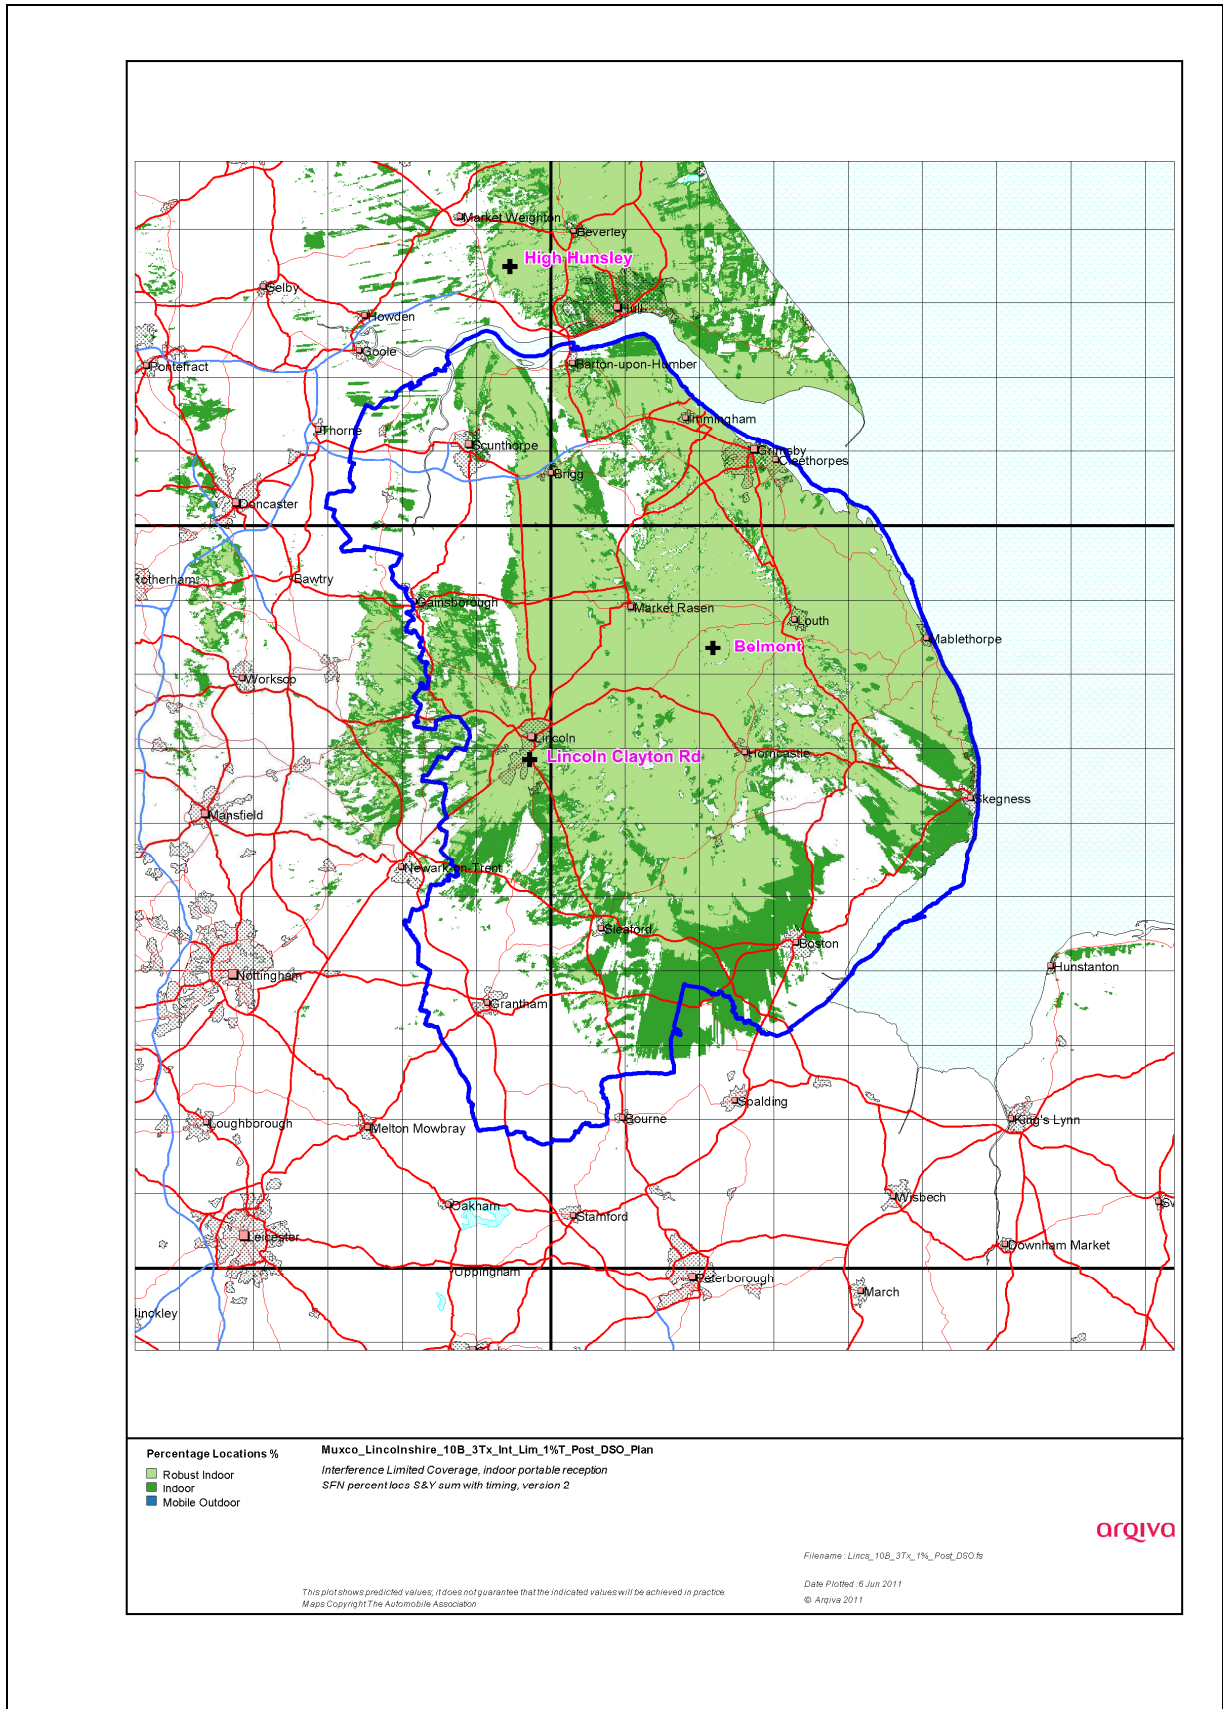 Market Weighton
Beverley
High Hunsley
Selby
Hull
Howden
Goole
Pontefract
Barton-upon-Humber
Immingham
Thorne
Scunthorpe
Grimsby
Cleethorpes
Brigg
Doncaster
Rotherham
Bawtry
Gainsborough
Market Rasen
Louth
Mablethorpe
Belmont
Worksop
Lincoln
Lincoln Clayton Rd
Horncastle
Skegness
Mansfield
Newark-on-Trent
Sleaford
Boston
Nottingham
Hunstanton
Grantham
Spalding
Loughborough
Melton Mowbray
Bourne
King's Lynn
Wisbech
Oakham
Stamford
Sw
Leicester
Downham Market
Uppingham
Peterborough
March
inckley
Percentage Locations %
Robust Indoor
Indoor
Mobile Outdoor
Muxco_Lincolnshire_10B_3Tx_Int_Lim_1%T_Post_DSO_Plan
Interference Limited Coverage, indoor portable reception
SFN percent locs S&Y sum with timing, version 2
arqiva
Filename: Lincs_10B_3Tx_1%_Post_DSO.fs
Date Plotted :6 Jun 2011
© Arqiva 2011
This plot shows predicted values; it does not guarantee that the indicated values will be achieved in practice.
Maps Copyright The Automobile Association